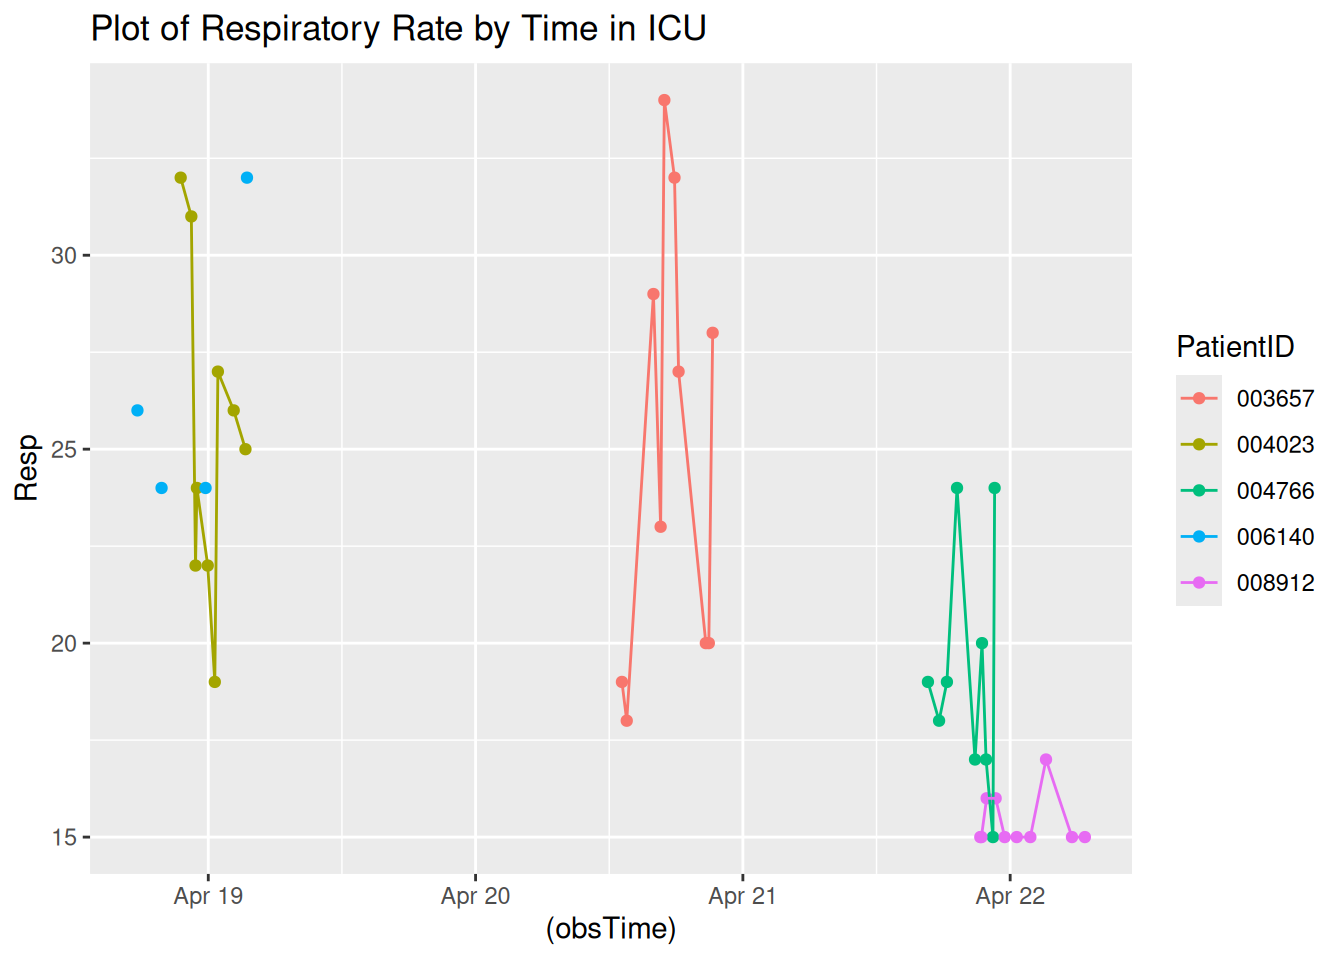 Plot of Respiratory Rate by Time in ICU
30
25
20
15
Resp
Apr 19
Apr 20
Apr 21
Apr 22
(obsTime)
PatientID
003657
004023
004766
006140
008912